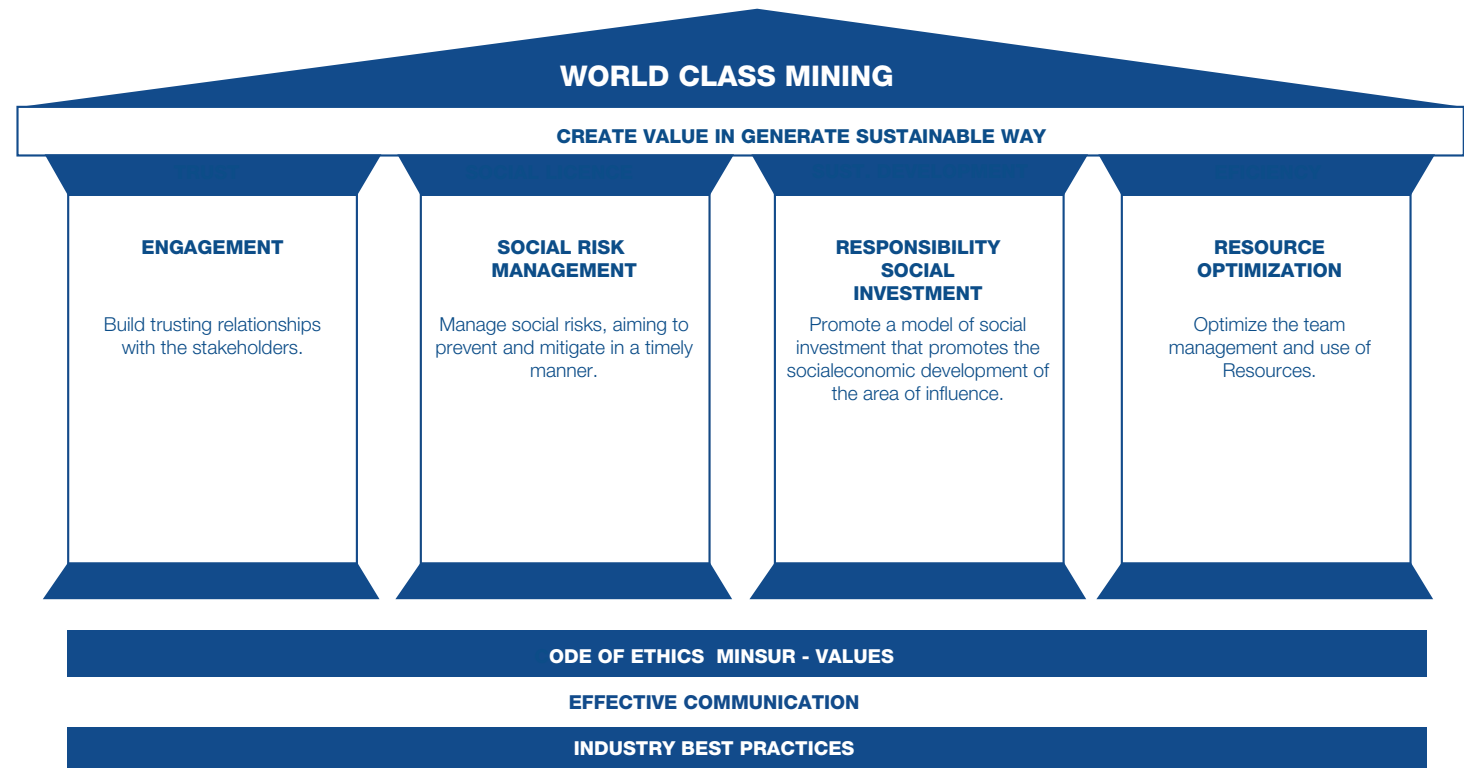 WORLD CLASS MINING
CREATE VALUE IN GENERATE SUSTAINABLE WAY
ENGAGEMENT
Build trusting relationships
with the stakeholders.
SOCIAL RISK
MANAGEMENT
Manage social risks, aiming to
prevent and mitigate in a timely
manner.
RESPONSIBILITY
SOCIAL
INVESTMENT
Promote a model of social
investment that promotes the
socialeconomic development of
the area of influence.
RESOURCE
OPTIMIZATION
Optimize the team
management and use of
Resources.
ODE OF ETHICS  MINSUR - VALUES
EFFECTIVE COMMUNICATION
INDUSTRY BEST PRACTICES